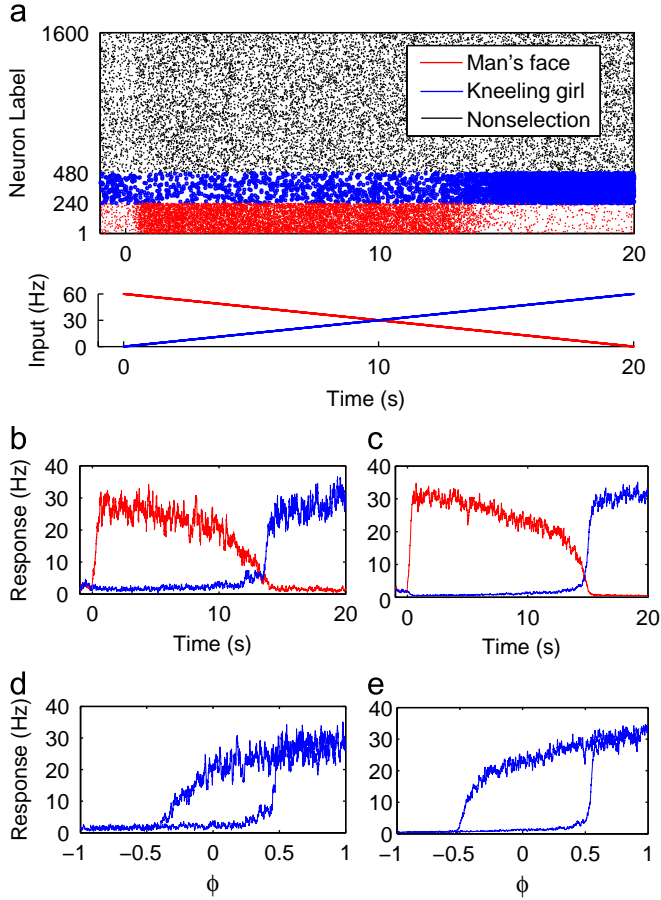 a
1600
Man's face
Kneeling girl
Nonselection
Neuron Label
480
240
1
0 10 20
60
30
0
Input (Hz)
0 10 20
Time (s)
b c
40 40
30 30
20 20
10 10
0 0
Response (Hz)
0 10 20 0 10 20
Time (s) Time (s)
d e
40 40
30 30
20 20
10 10
0 0
Response (Hz)
−1 −0.5 0 0.5 1 −1 −0.5 0 0.5 1
ϕ ϕ